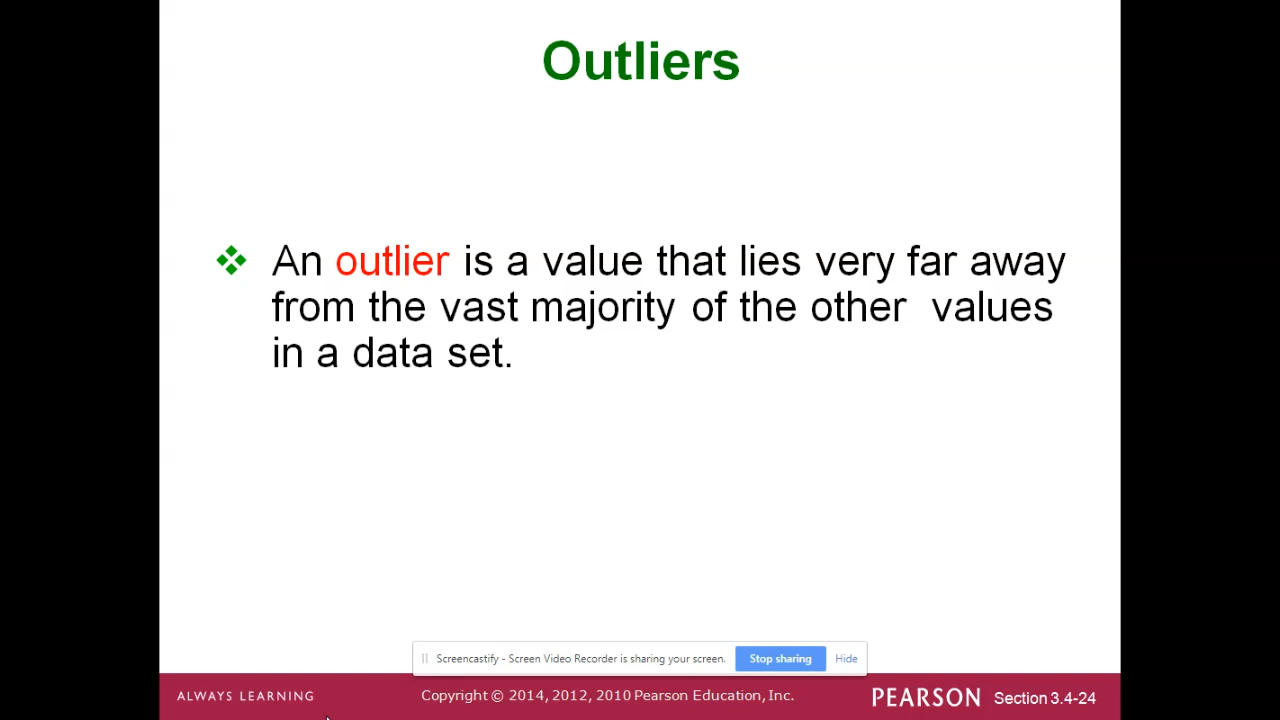 Outliers
An outlier is a value that lies very far away
from the vast majority of the other  values
in a data set.
Screencastify - Screen Video Recorder is sharing your screen. Stop sharing Hide
ALWAYS LEARNING Copyright © 2014, 2012, 2010 Pearson Education, Inc. PEARSON Section 3.4-24